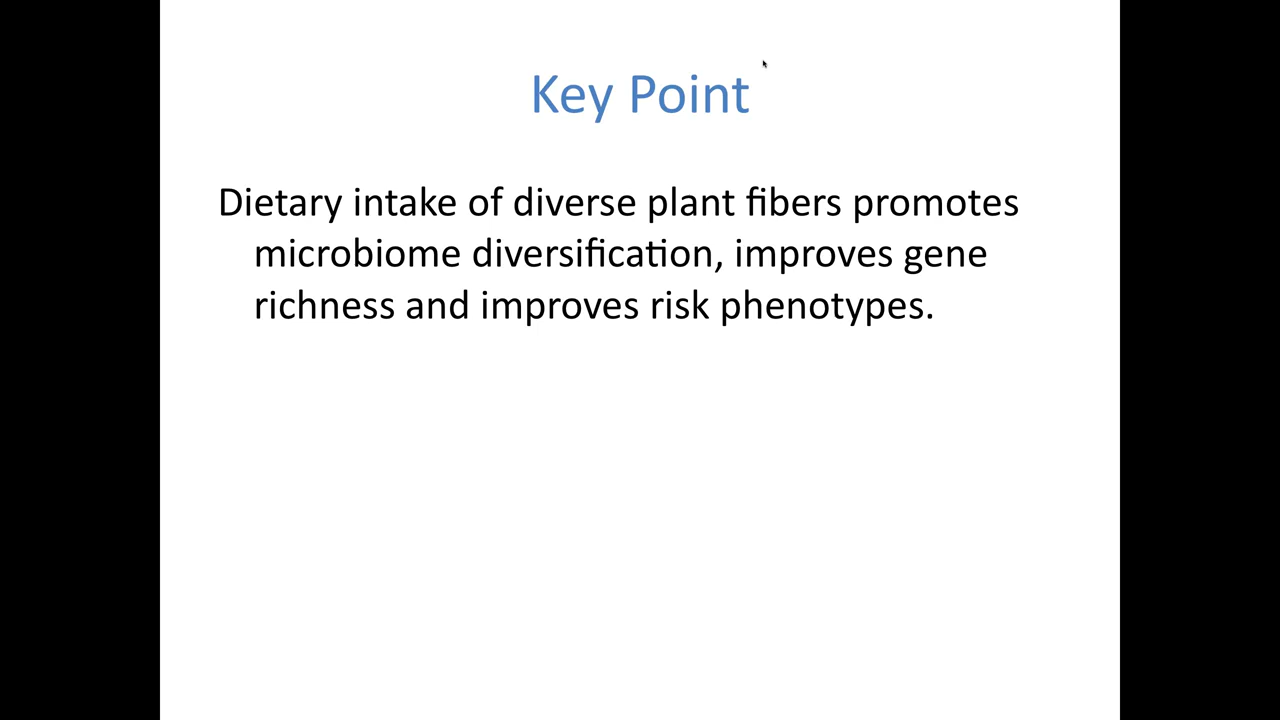 Key Point
Dietary intake of diverse plant fibers promotes
microbiome diversification, improves gene
richness and improves risk phenotypes.